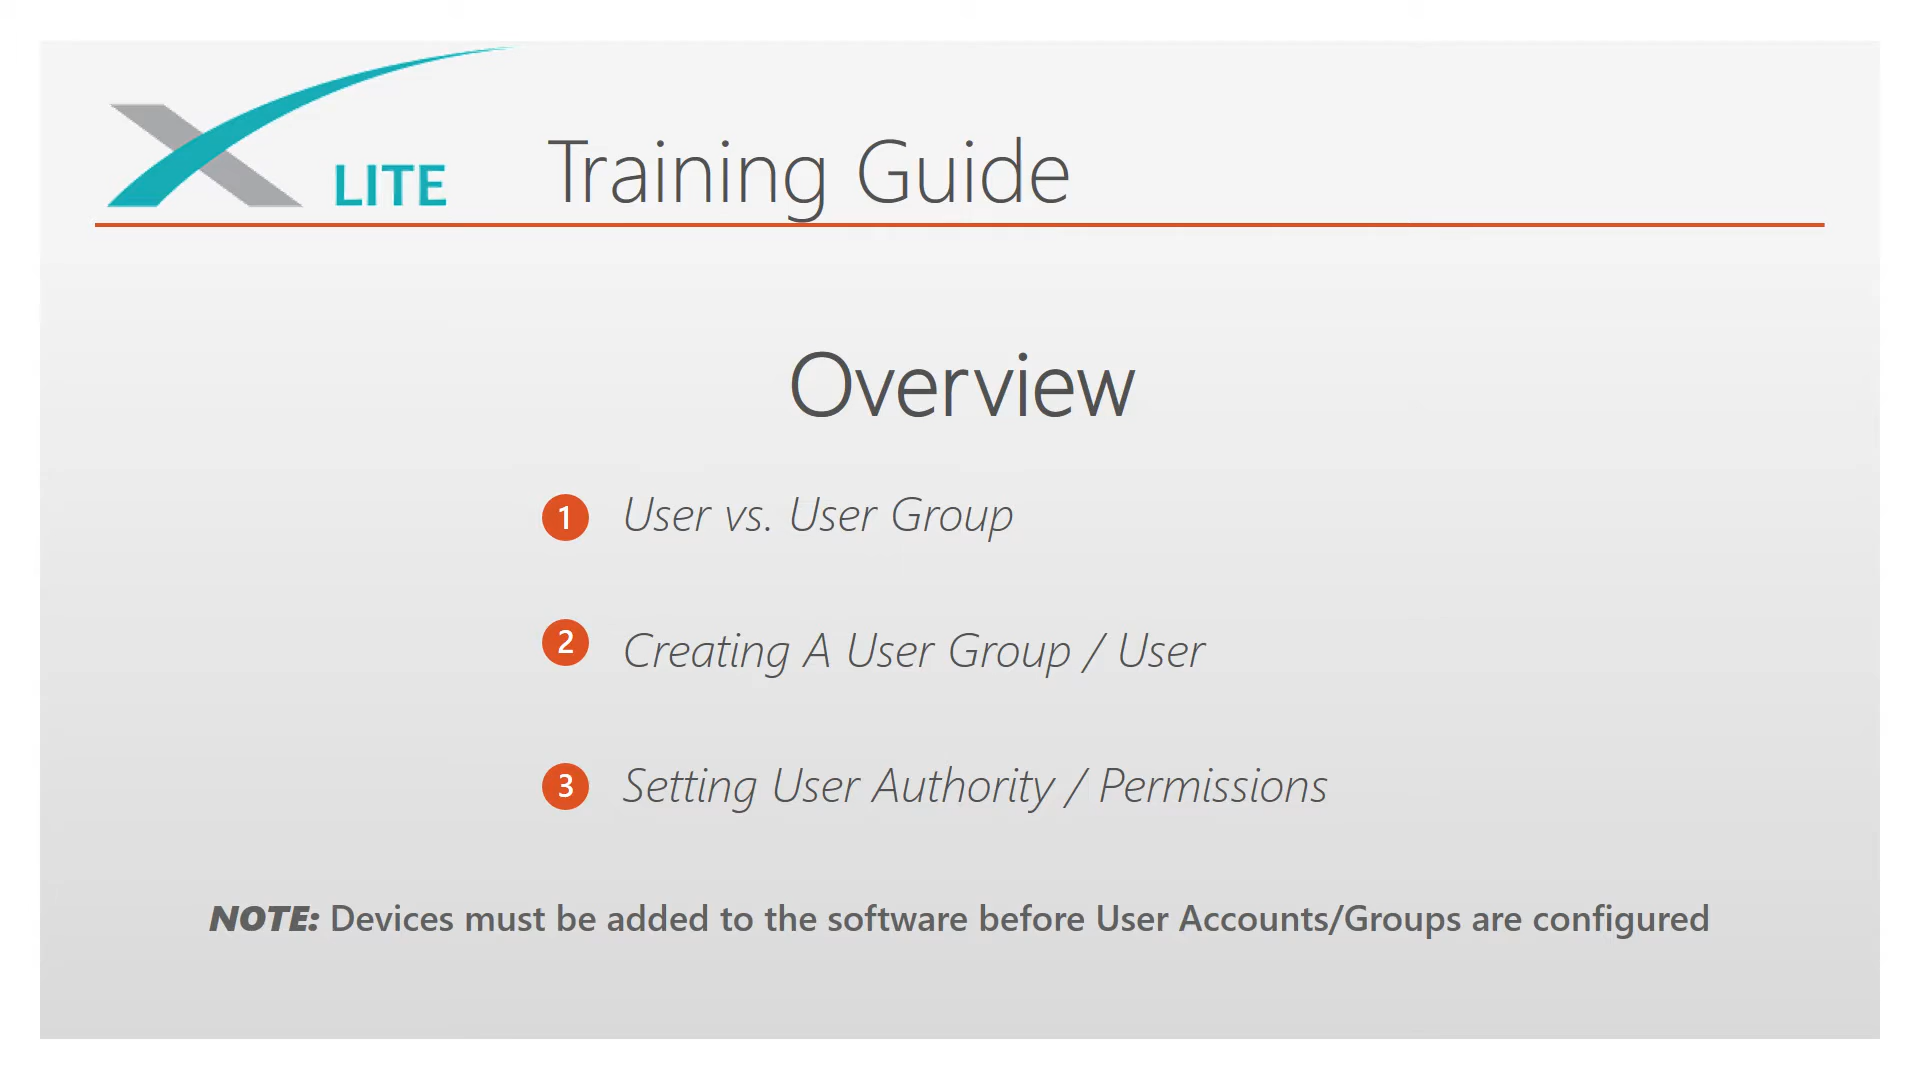 X LITE Training Guide
Overview
1 User vs. User Group
2 Creating A User Group / User
3 Setting User Authority / Permissions
NOTE: Devices must be added to the software before User Accounts/Groups are configured